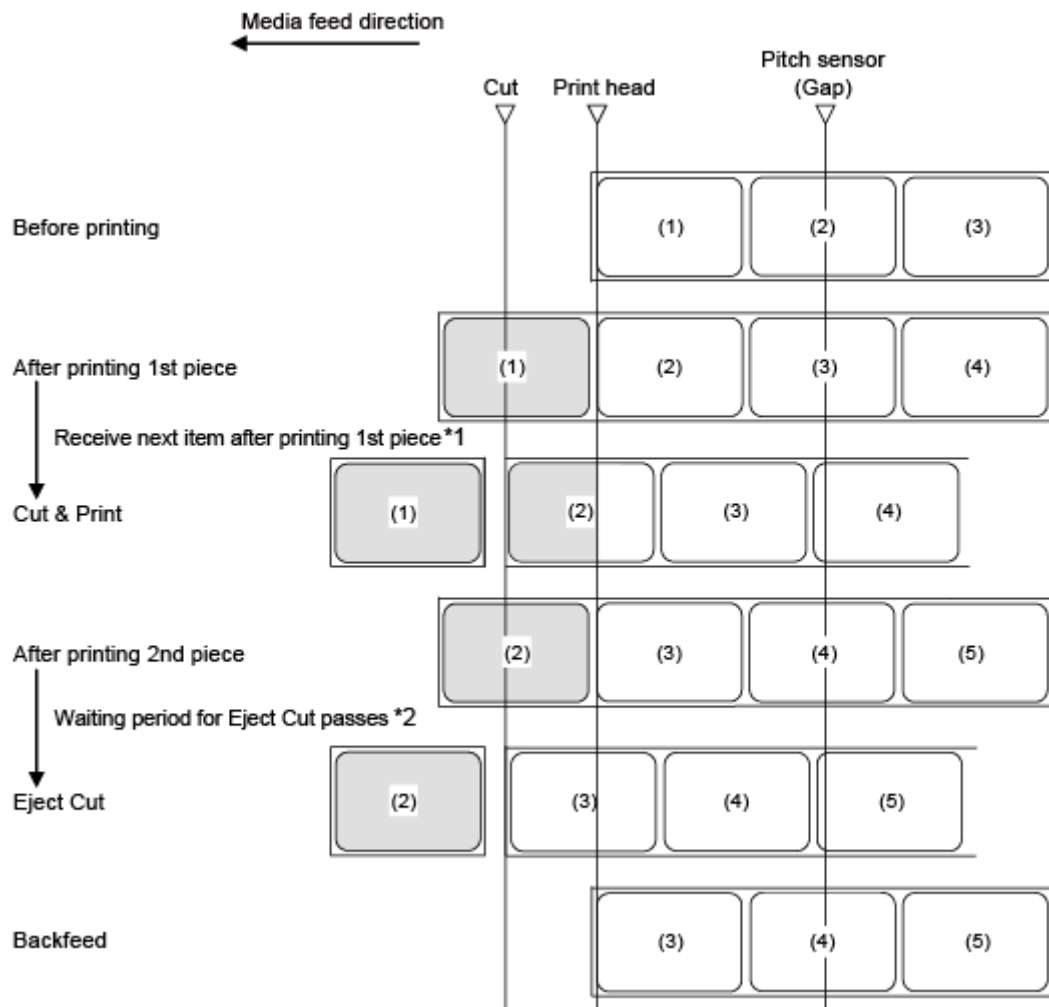 Media feed direction
Cut Print head Pitch sensor
(Gap)
Before printing (1) (2) (3)
After printing 1st piece (1) (2) (3) (4)
Receive next item after printing 1st piece *1
Cut & Print (1) (2) (3) (4)
After printing 2nd piece (2) (3) (4) (5)
Waiting period for Eject Cut passes *2
Eject Cut (2) (3) (4) (5)
Backfeed (3) (4) (5)